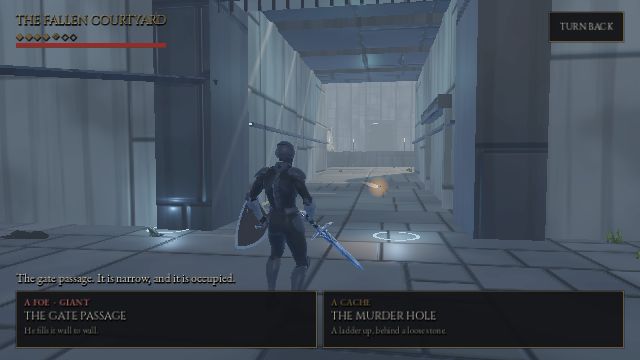 THE FALLEN COURTYARD
TURN BACK
The gate passage. It is narrow, and it is occupied.
A FOE - GIANT
THE GATE PASSAGE
He fills it wall to wall.
A CACHE
THE MURDER HOLE
A ladder up, behind a loose stone.